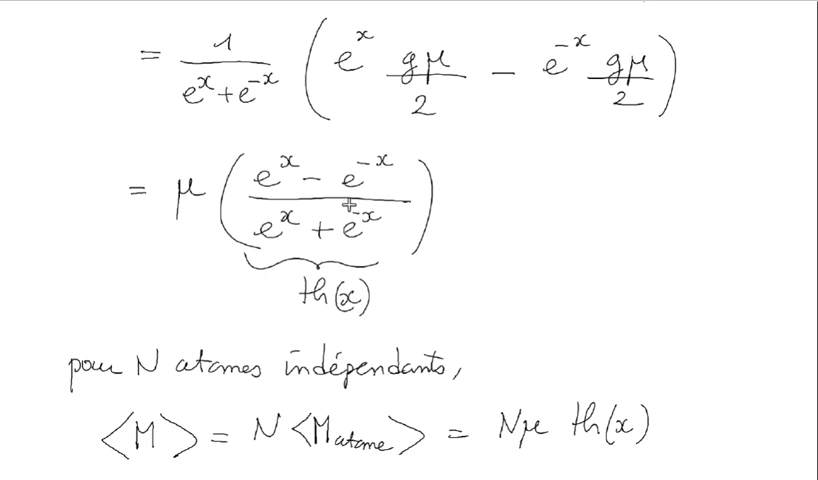 = 1/(e^x + e^-x) ( e^x gμ/2 - e^-x gμ/2 )
= μ ( (e^x - e^-x)/(e^x + e^-x) )
th(x)
pour N atomes indépendants,
<M> = N <M_atome> = Nμ th(x)